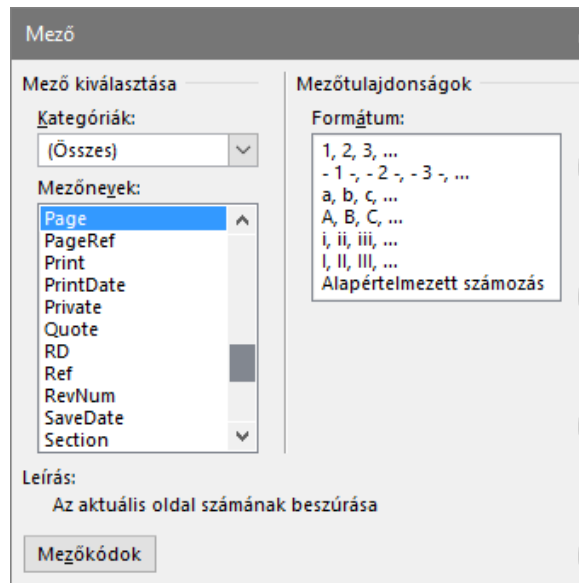 Mező
Mező kiválasztása
Kategóriák:
(Összes)
Mezőnevek:
Page
PageRef
Print
PrintDate
Private
Quote
RD
Ref
RevNum
SaveDate
Section
Mezőtulajdonságok
Formátum:
1, 2, 3, ...
- 1 -, - 2 -, - 3 -, ...
a, b, c, ...
A, B, C, ...
i, ii, iii, ...
I, II, III, ...
Alapértelmezett számozás
Leírás:
Az aktuális oldal számának beszúrása
Mezőkódok